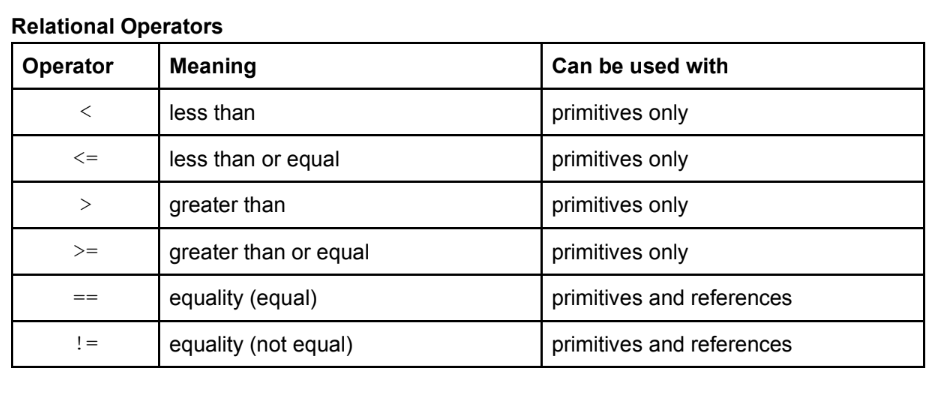 Relational Operators
Operator Meaning Can be used with
< less than primitives only
<= less than or equal primitives only
> greater than primitives only
>= greater than or equal primitives only
== equality (equal) primitives and references
!= equality (not equal) primitives and references